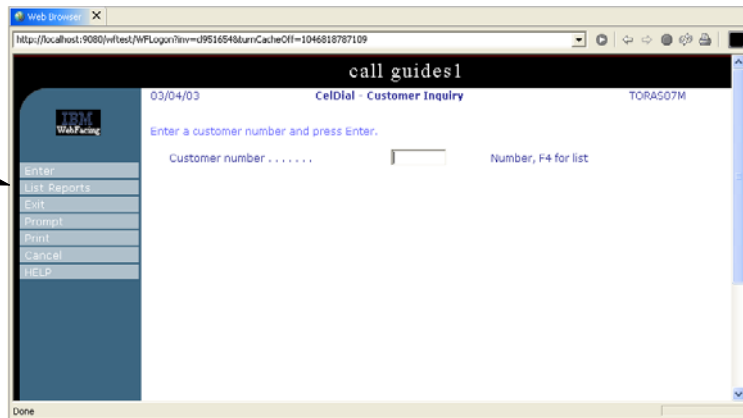 Web Browser X
http://localhost:9080/wftest/WFLogon?inv=cl951654&turnCacheOff=1046818787109
call guides1
03/04/03 CelDial - Customer Inquiry TORAS07M
IBM
WebFacing
Enter a customer number and press Enter.
Customer number . . . . . . . Number, F4 for list
Enter
List Reports
Exit
Prompt
Print
Cancel
HELP
Done